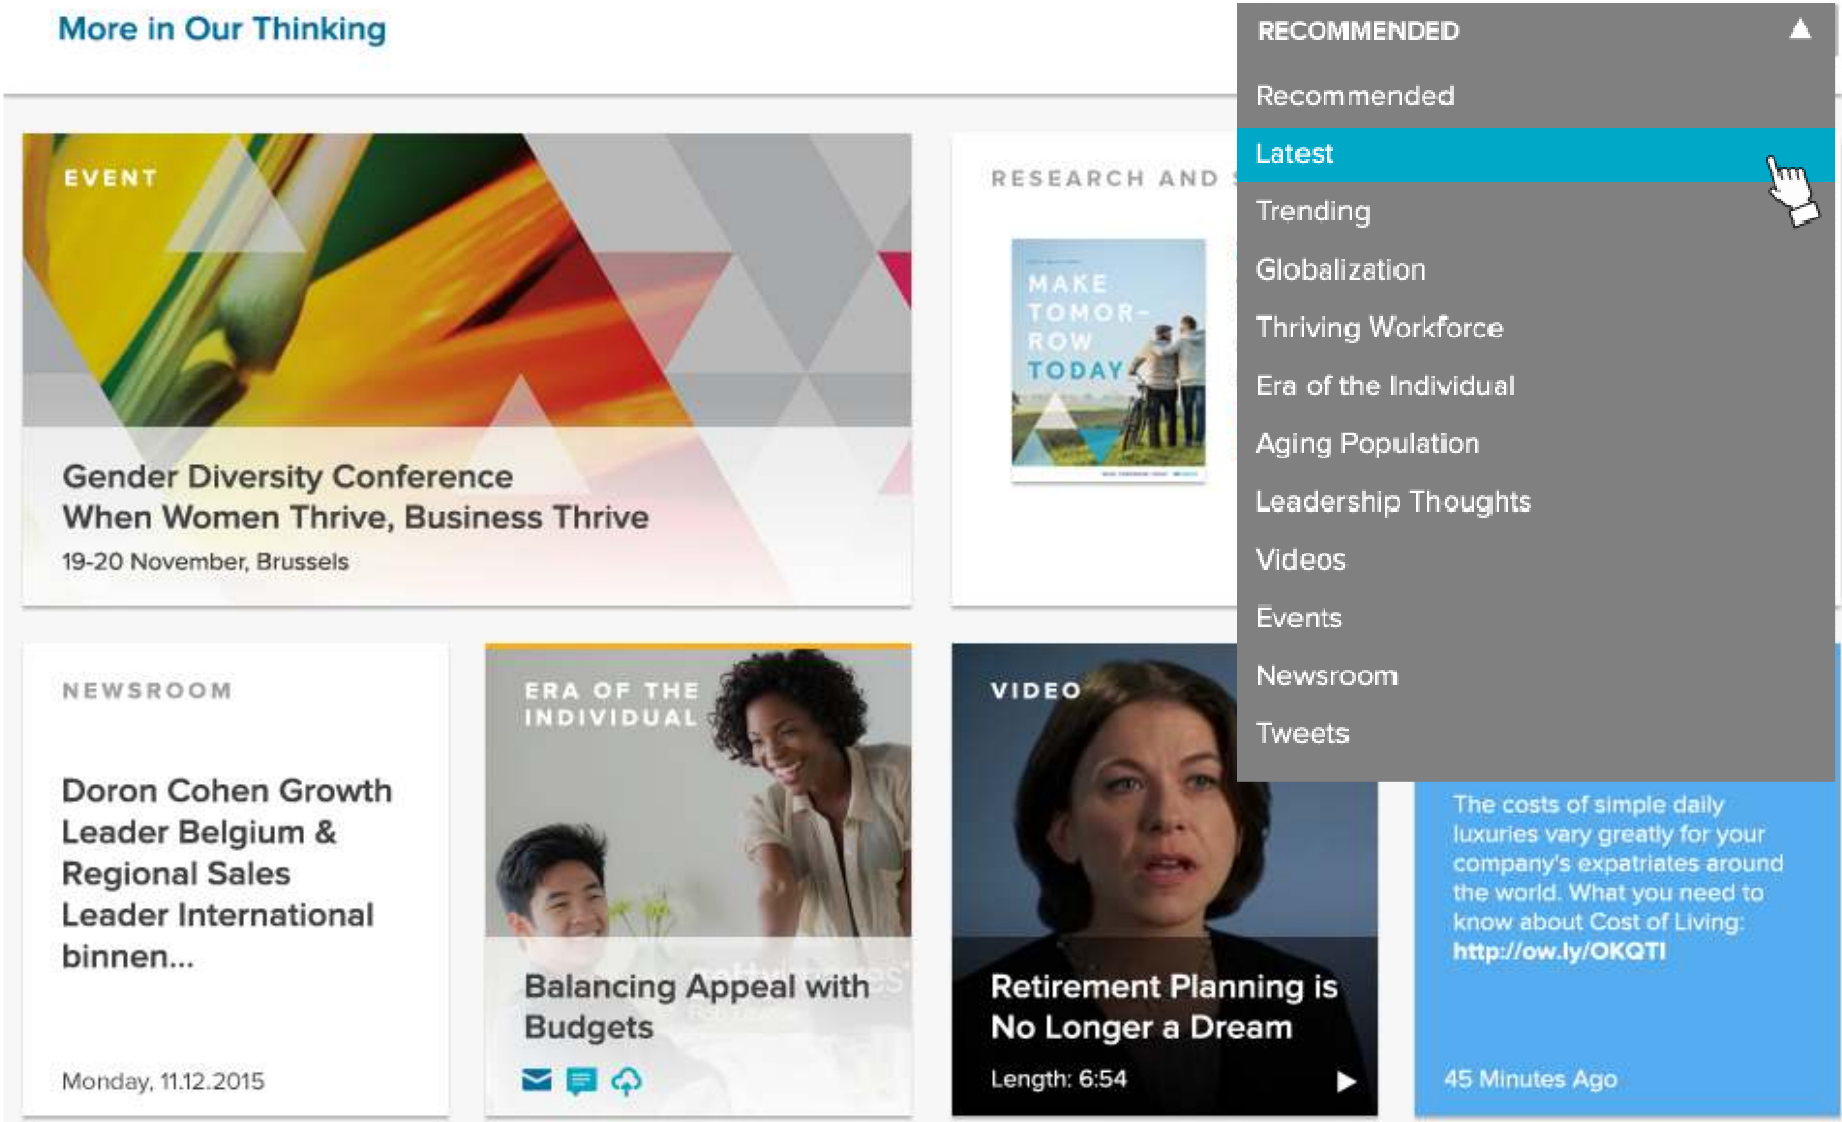 More in Our Thinking
RECOMMENDED
Recommended
Latest
Trending
Globalization
Thriving Workforce
Era of the Individual
Aging Population
Leadership Thoughts
Videos
Events
Newsroom
Tweets
EVENT
Gender Diversity Conference
When Women Thrive, Business Thrive
19-20 November, Brussels
RESEARCH AND
MAKE
TOMOR-
ROW
TODAY
NEWSROOM
Doron Cohen Growth
Leader Belgium &
Regional Sales
Leader International
binnen...
Monday, 11.12.2015
ERA OF THE
INDIVIDUAL
Balancing Appeal with
Budgets
VIDEO
Retirement Planning is
No Longer a Dream
Length: 6:54
The costs of simple daily
luxuries vary greatly for your
company's expatriates around
the world. What you need to
know about Cost of Living:
http://ow.ly/OKQTI
45 Minutes Ago